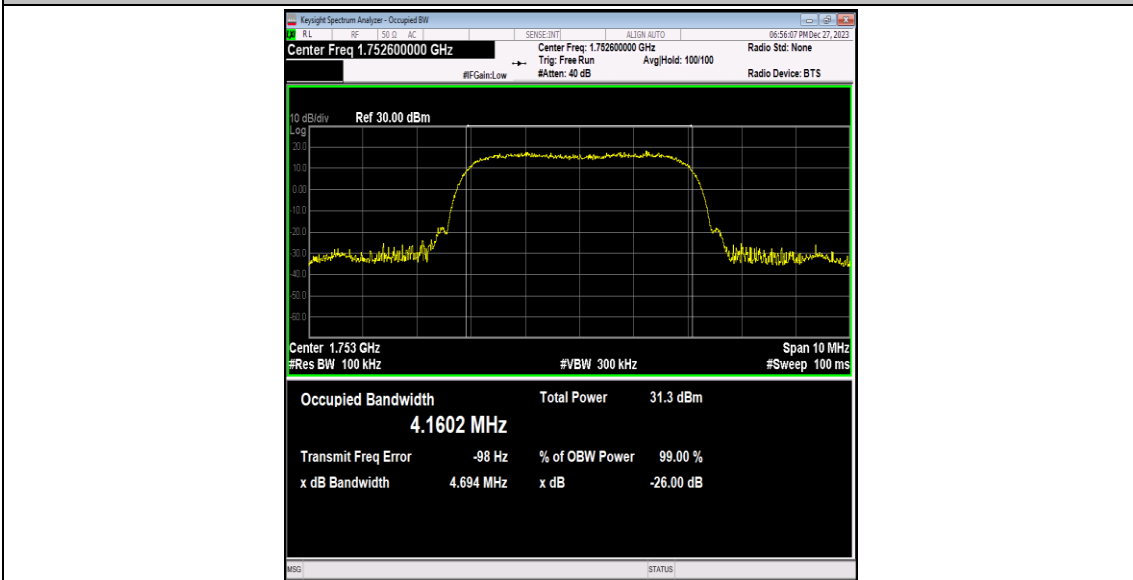 Keysight Spectrum Analyzer - Occupied BW
RL RF 50 Ω AC SENSE:INT ALIGN AUTO 06:56:07 PM Dec 27, 2023
Center Freq 1.752600000 GHz
Center Freq: 1.752600000 GHz Radio Std: None
Trig: Free Run Avg|Hold: 100/100
#IFGain:Low #Atten: 40 dB Radio Device: BTS
10 dB/div Ref 30.00 dBm
Log
20.0
10.0
0.00
-10.0
-20.0
-30.0
-40.0
-50.0
-60.0
Center 1.753 GHz Span 10 MHz
#Res BW 100 kHz #VBW 300 kHz #Sweep 100 ms
Occupied Bandwidth Total Power 31.3 dBm
4.1602 MHz
Transmit Freq Error -98 Hz % of OBW Power 99.00 %
x dB Bandwidth 4.694 MHz x dB -26.00 dB
MSG STATUS